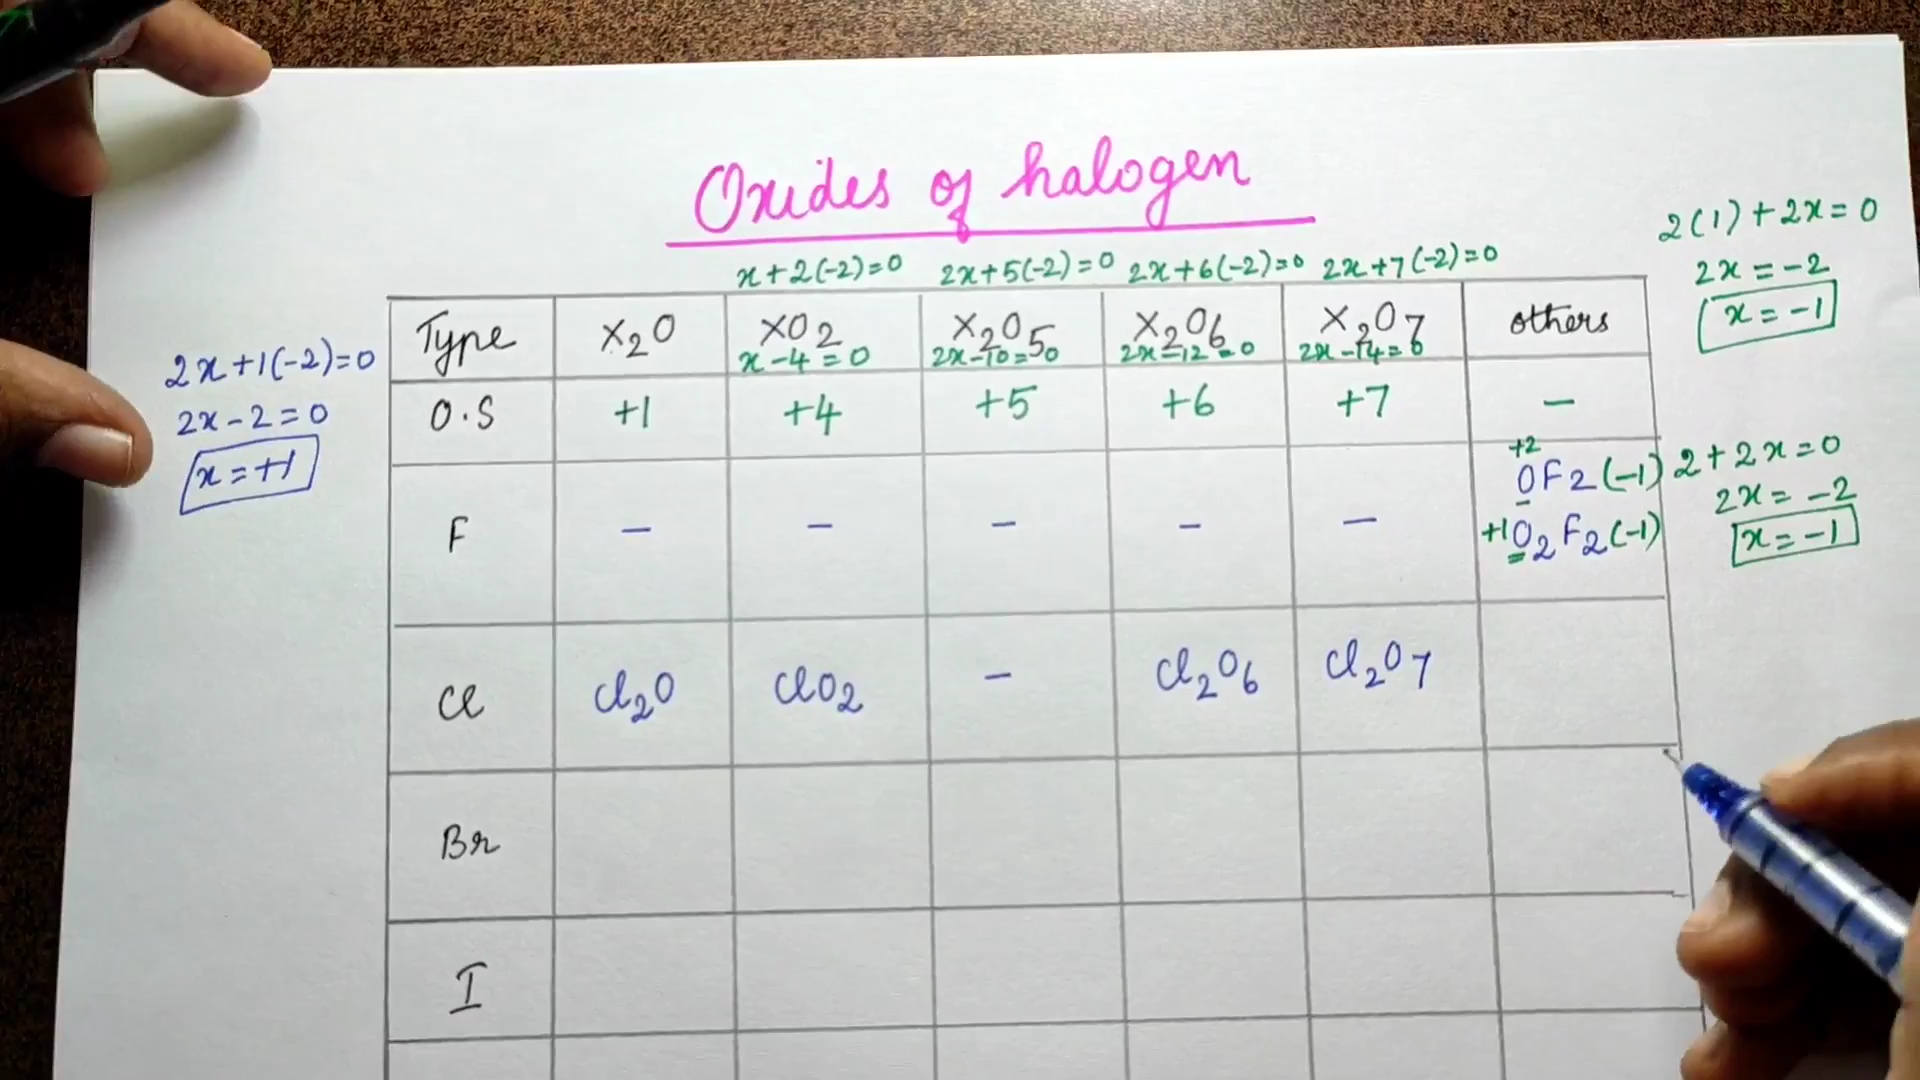 Oxides of halogen
x+2(-2)=0 2x+5(-2)=0 2x+6(-2)=0 2x+7(-2)=0
Type X2O XO2 X2O5 X2O6 X2O7 others
x-4=0 2x-10=0 2x-12=0 2x-14=0
O.S +1 +4 +5 +6 +7 -
F - - - - - +2 OF2(-1)
+1O2F2(-1)
Cl Cl2O ClO2 - Cl2O6 Cl2O7
Br
I
2x+1(-2)=0
2x-2=0
x=+1
2(1)+2x=0
2x=-2
x=-1
2+2x=0
2x=-2
x=-1